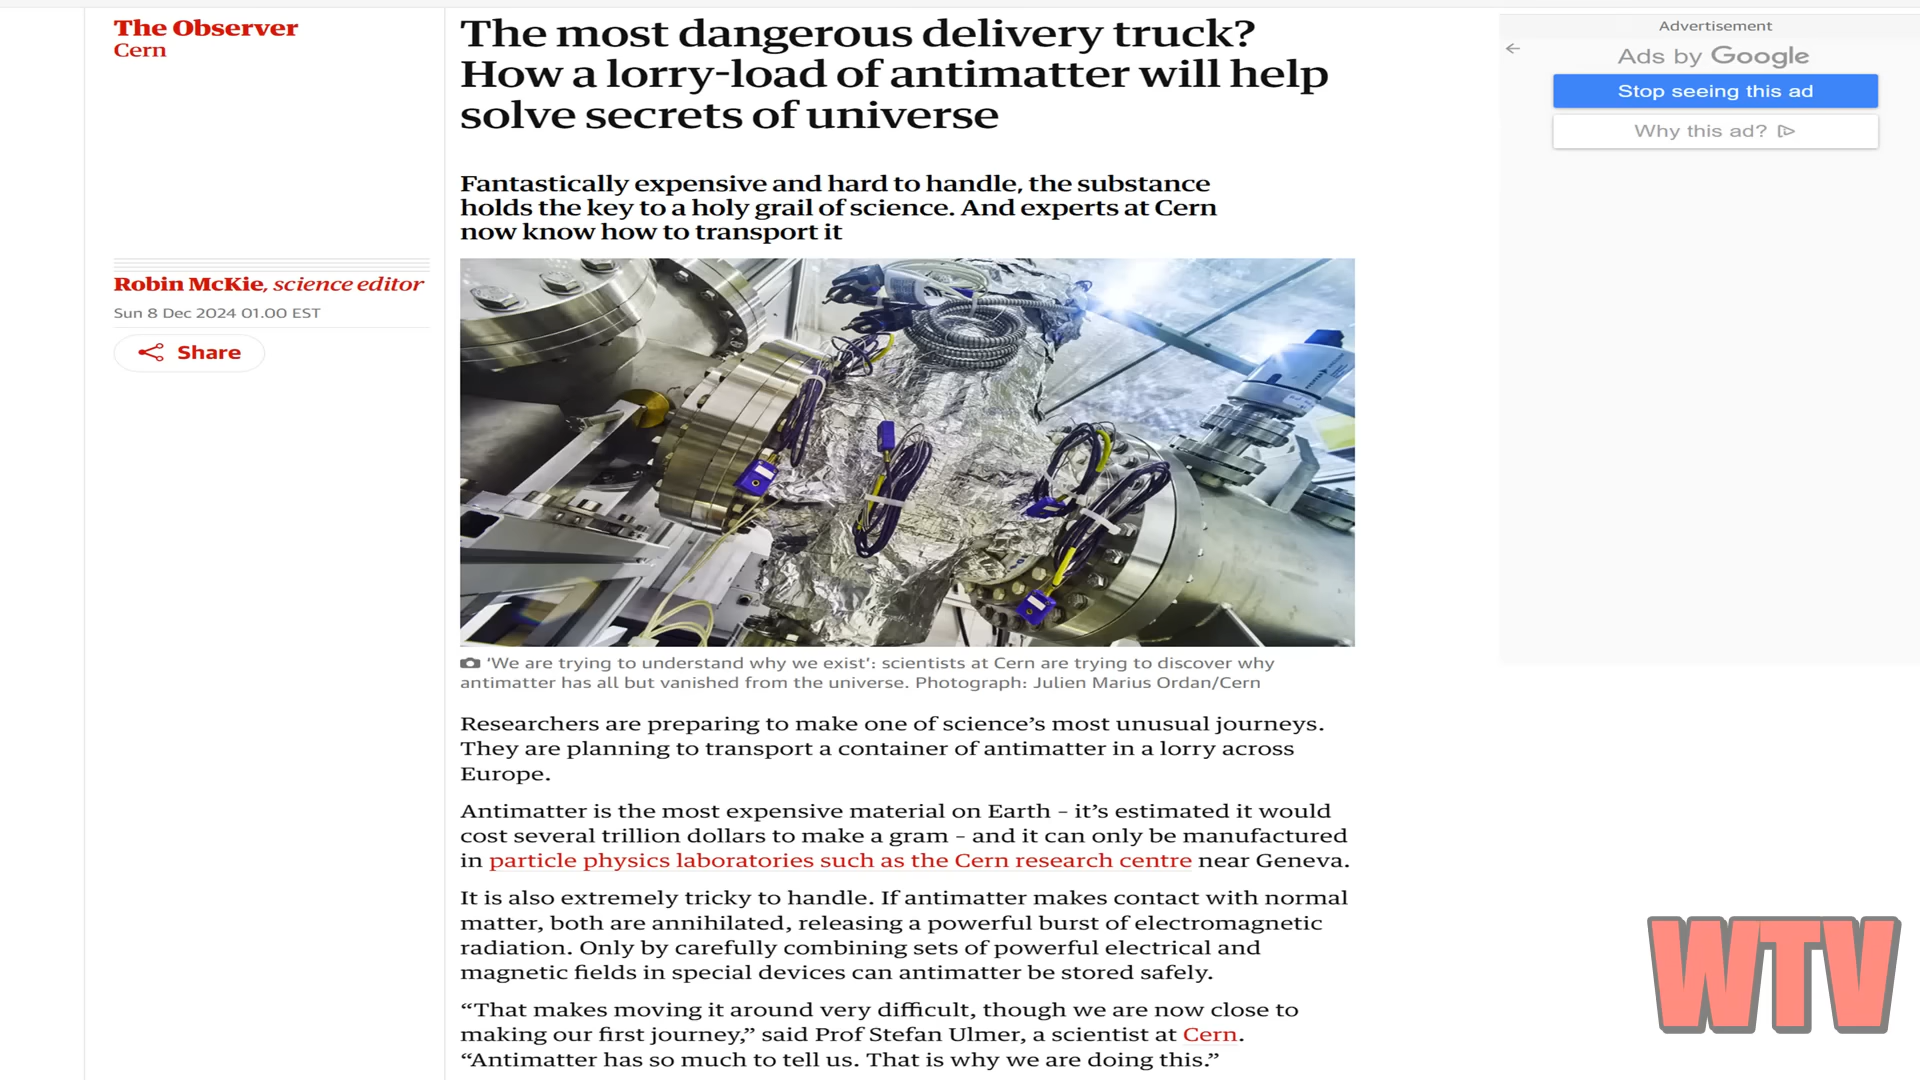 The Observer
Cern
The most dangerous delivery truck?
How a lorry-load of antimatter will help
solve secrets of universe
Fantastically expensive and hard to handle, the substance
holds the key to a holy grail of science. And experts at Cern
now know how to transport it
Robin McKie, science editor
Sun 8 Dec 2024 01.00 EST
Share
'We are trying to understand why we exist': scientists at Cern are trying to discover why
antimatter has all but vanished from the universe. Photograph: Julien Marius Ordan/Cern
Researchers are preparing to make one of science’s most unusual journeys.
They are planning to transport a container of antimatter in a lorry across
Europe.
Antimatter is the most expensive material on Earth – it’s estimated it would
cost several trillion dollars to make a gram – and it can only be manufactured
in particle physics laboratories such as the Cern research centre near Geneva.
It is also extremely tricky to handle. If antimatter makes contact with normal
matter, both are annihilated, releasing a powerful burst of electromagnetic
radiation. Only by carefully combining sets of powerful electrical and
magnetic fields in special devices can antimatter be stored safely.
“That makes moving it around very difficult, though we are now close to
making our first journey,” said Prof Stefan Ulmer, a scientist at Cern.
“Antimatter has so much to tell us. That is why we are doing this.”
Advertisement
Ads by Google
Stop seeing this ad
Why this ad?
WTV